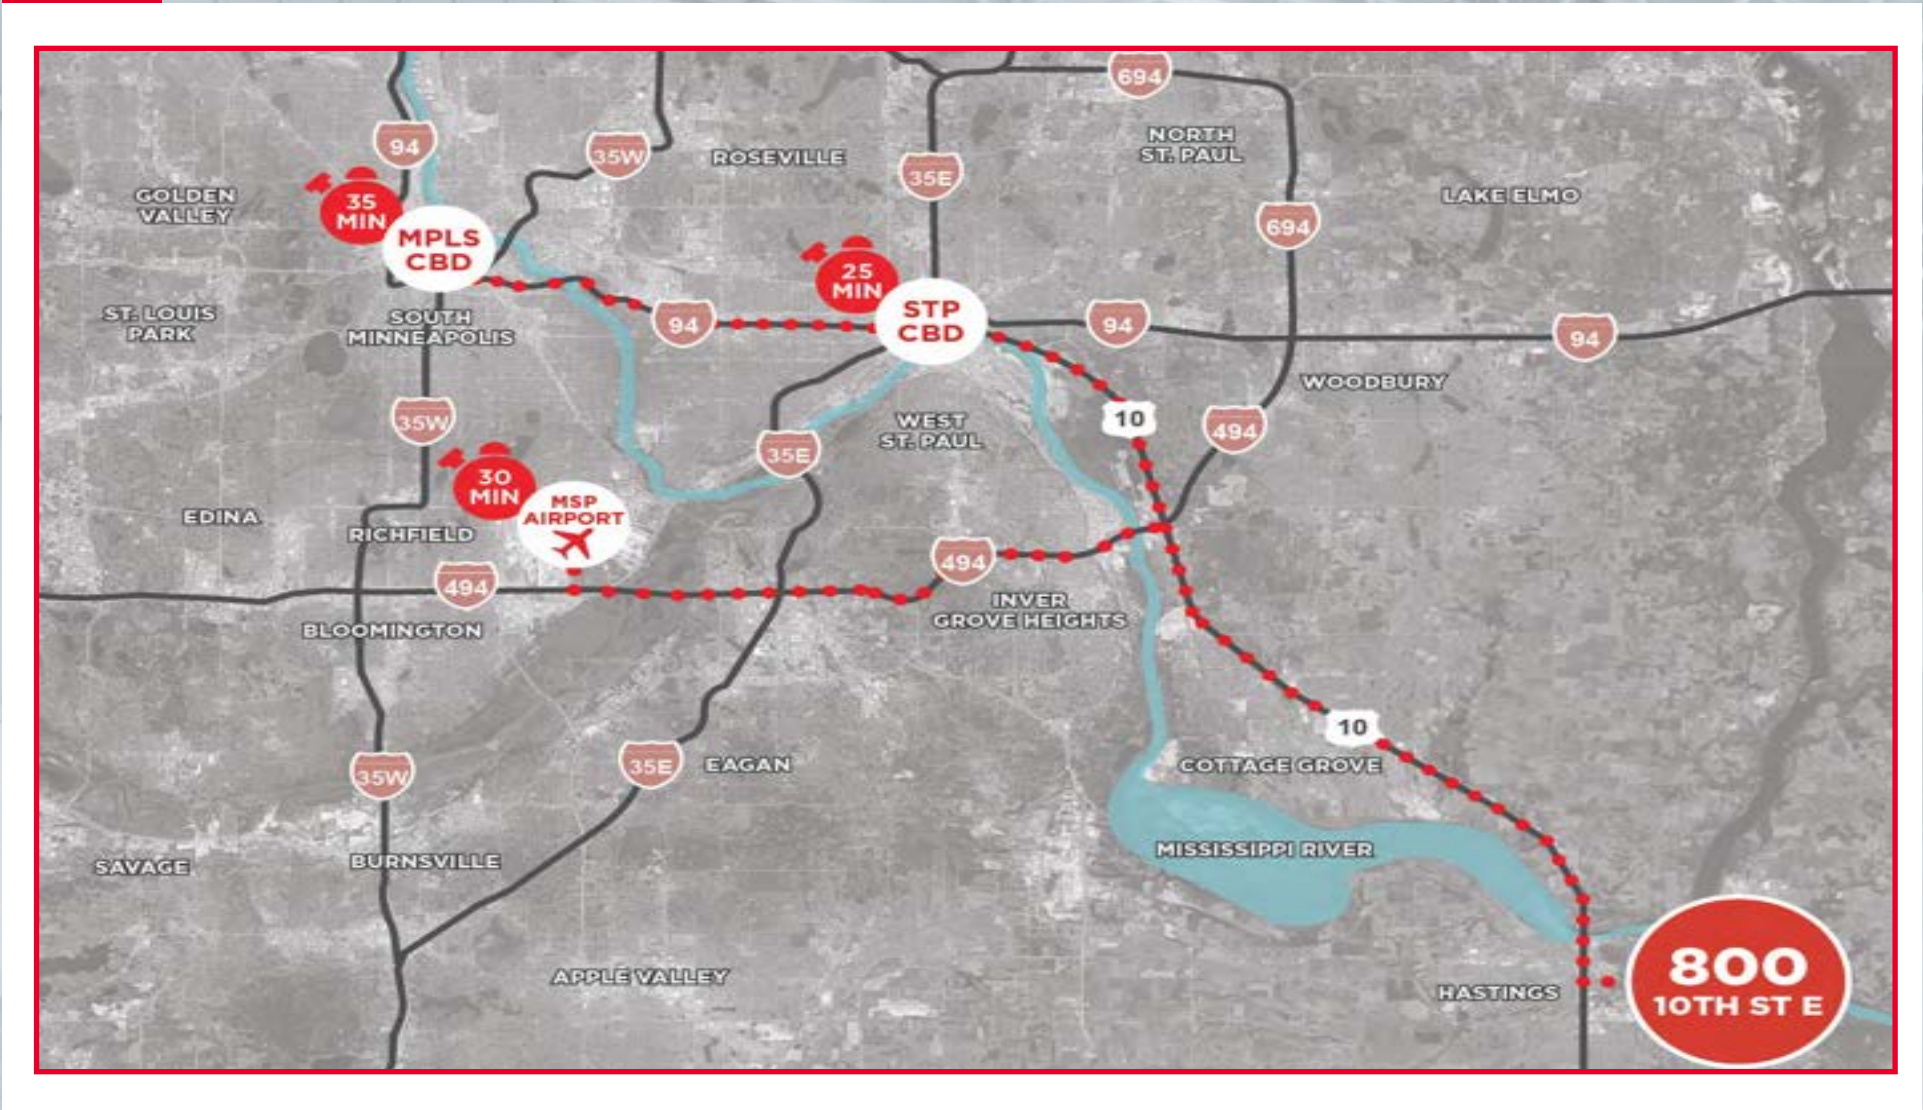 694
94
35W
ROSEVILLE
NORTH
ST. PAUL
35E
35
MIN
GOLDEN
VALLEY
LAKE ELMO
MPLS
CBD
694
25
MIN
ST. LOUIS
PARK
SOUTH
MINNEAPOLIS
94
STP
CBD
94
94
WOODBURY
35W
WEST
ST. PAUL
10
494
35E
30
MIN
MSP
AIRPORT
EDINA
RICHFIELD
494
494
INVER
GROVE HEIGHTS
BLOOMINGTON
10
35W
35E
EAGAN
COTTAGE GROVE
SAVAGE
BURNSVILLE
MISSISSIPPI RIVER
APPLE VALLEY
HASTINGS
800
10TH ST E